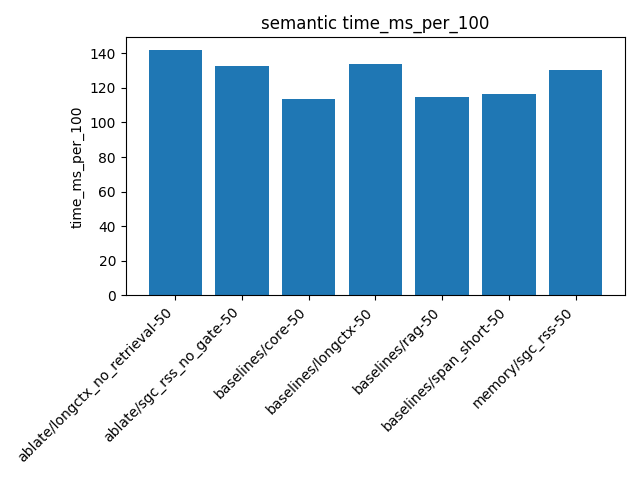 semantic time_ms_per_100
time_ms_per_100
140
120
100
80
60
40
20
0
ablate/longctx_no_retrieval-50
ablate/sgc_rss_no_gate-50
baselines/core-50
baselines/longctx-50
baselines/rag-50
baselines/span_short-50
memory/sgc_rss-50